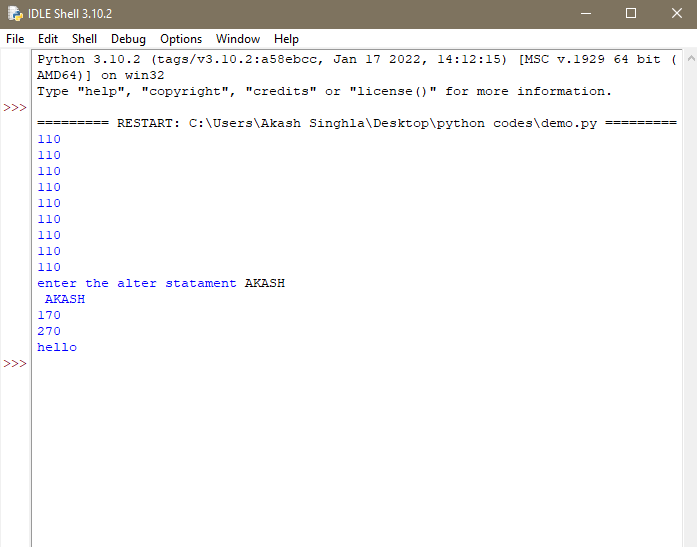 IDLE Shell 3.10.2
File Edit Shell Debug Options Window Help
Python 3.10.2 (tags/v3.10.2:a58ebcc, Jan 17 2022, 14:12:15) [MSC v.1929 64 bit (
AMD64)] on win32
Type "help", "copyright", "credits" or "license()" for more information.
>>>
========= RESTART: C:\Users\Akash Singhla\Desktop\python codes\demo.py =========
110
110
110
110
110
110
110
110
110
enter the alter statament AKASH
 AKASH
170
270
hello
>>>